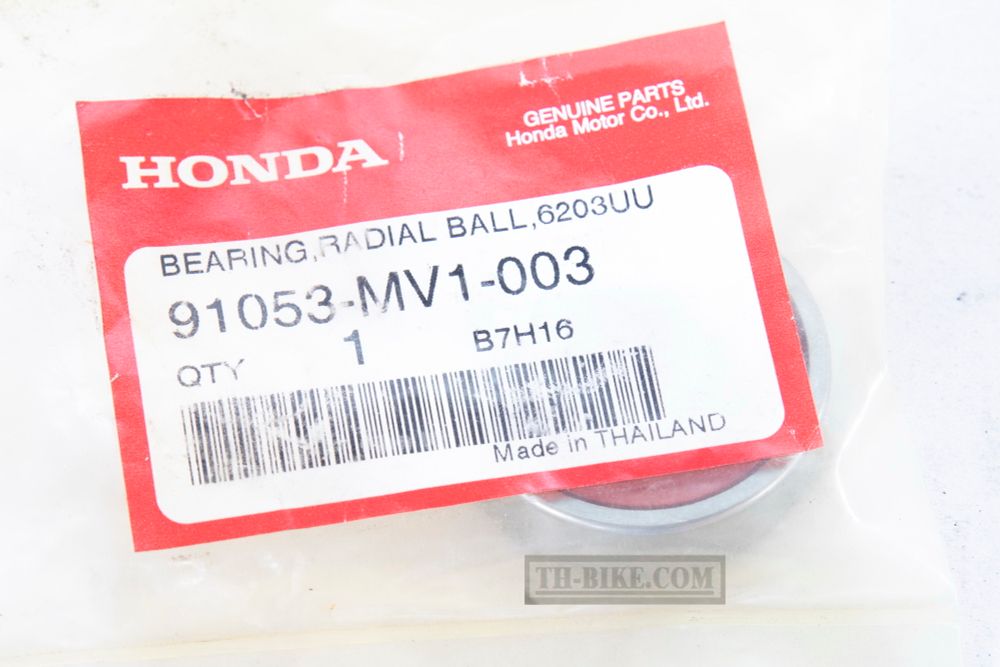 HONDA
GENUINE PARTS
Honda Motor Co., Ltd.
BEARING,RADIAL BALL,6203UU
91053-MV1-003
QTY 1 B7H16
Made in THAILAND
TH-BIKE.COM